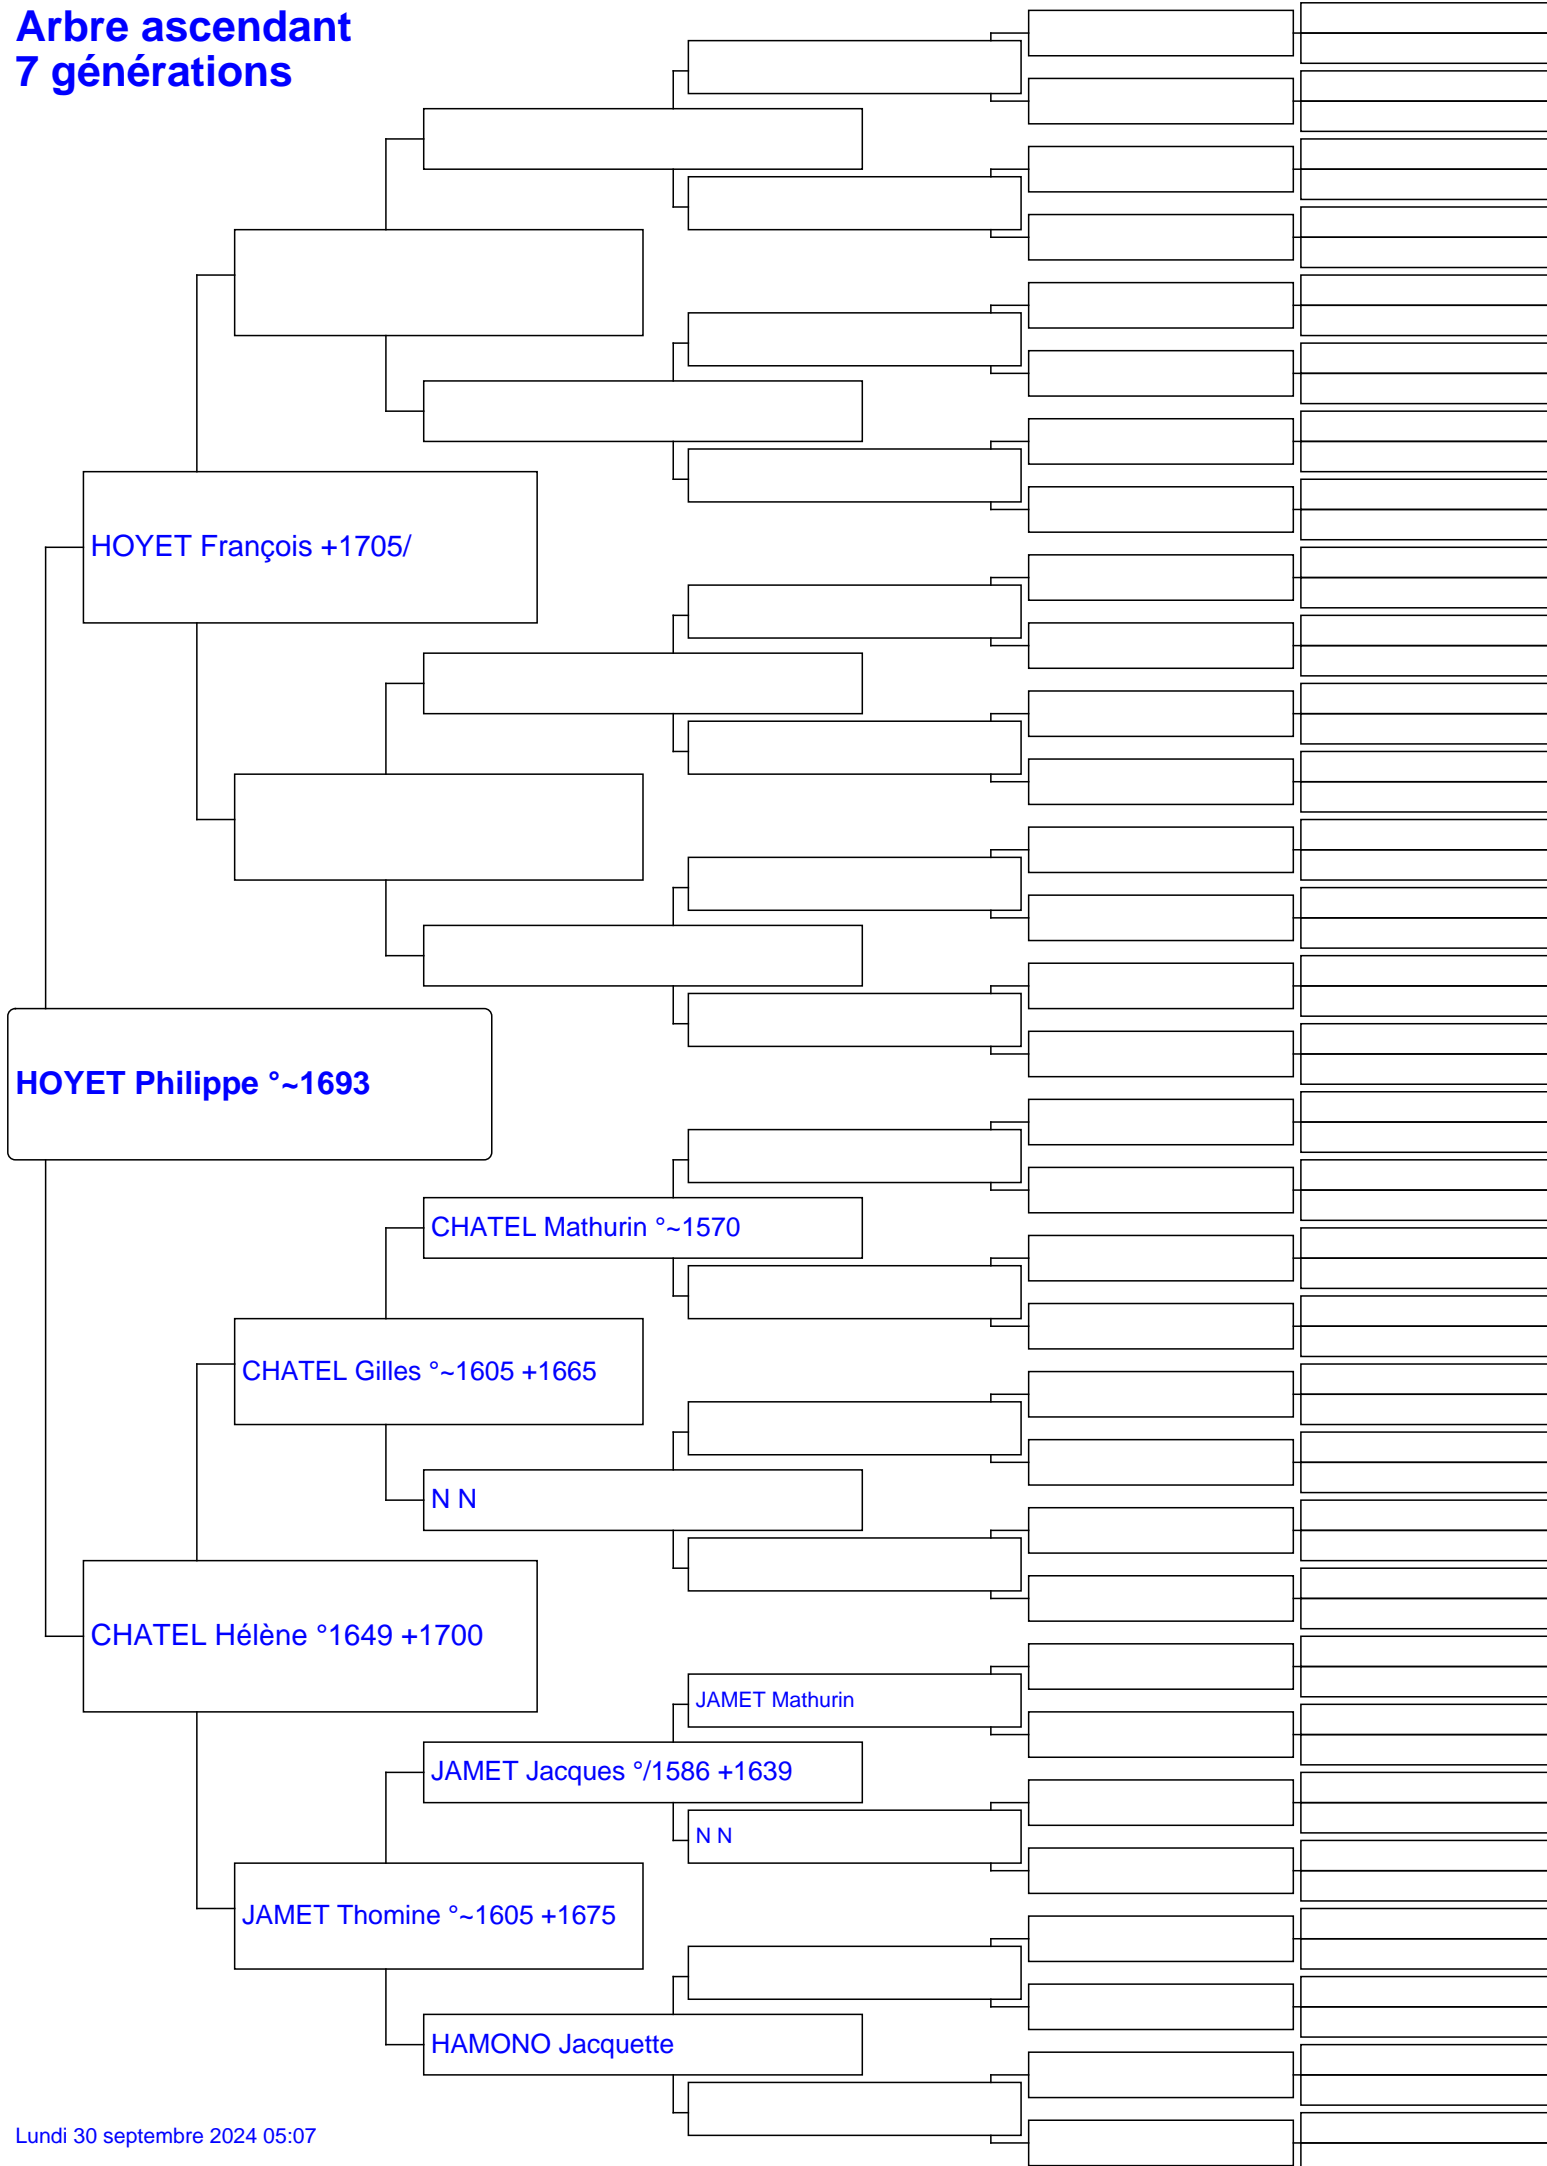 Arbre ascendant
7 générations
HOYET François +1705/
HOYET Philippe °~1693
CHATEL Mathurin °~1570
CHATEL Gilles °~1605 +1665
N N
CHATEL Hélène °1649 +1700
JAMET Mathurin
JAMET Jacques °/1586 +1639
N N
JAMET Thomine °~1605 +1675
HAMONO Jacquette
Lundi 30 septembre 2024 05:07